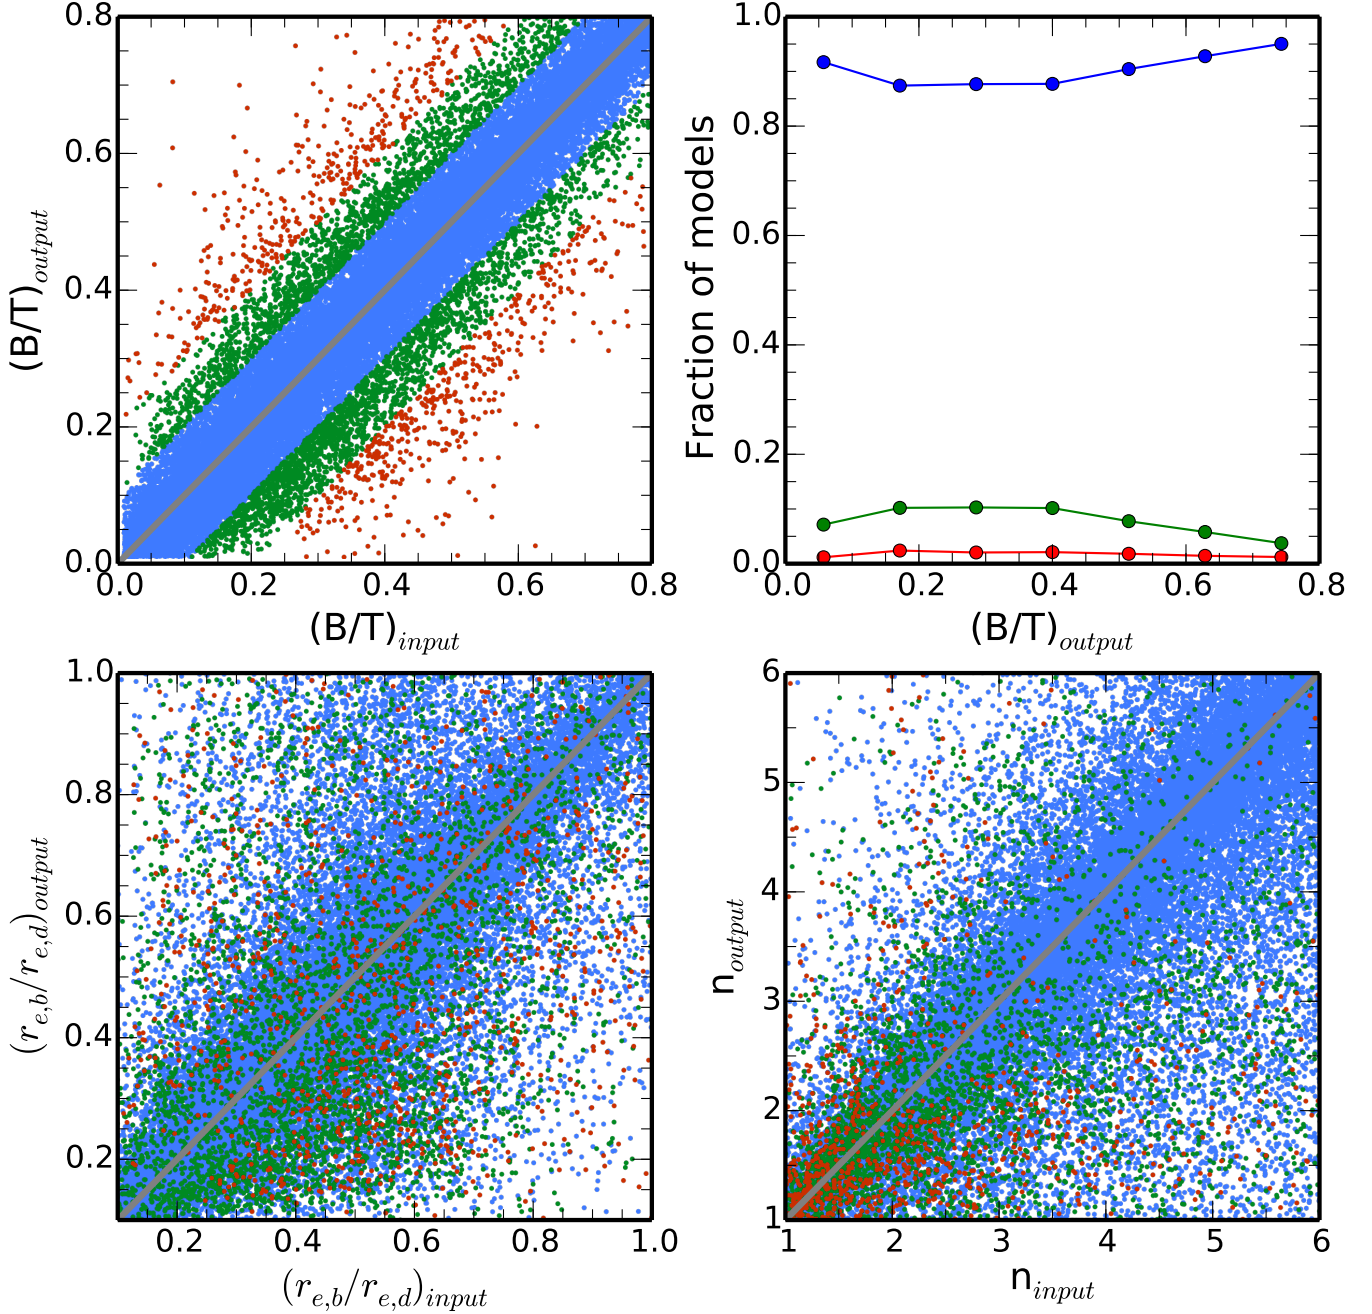 0.8
0.6
0.4
0.2
0.0
(B/T)output
0.0 0.2 0.4 0.6 0.8
(B/T)input
1.0
0.8
0.6
0.4
0.2
0.0
Fraction of models
0.0 0.2 0.4 0.6 0.8
(B/T)output
1.0
0.8
0.6
0.4
0.2
(re,b/re,d)output
0.2 0.4 0.6 0.8 1.0
(re,b/re,d)input
6
5
4
3
2
1
noutput
1 2 3 4 5 6
ninput